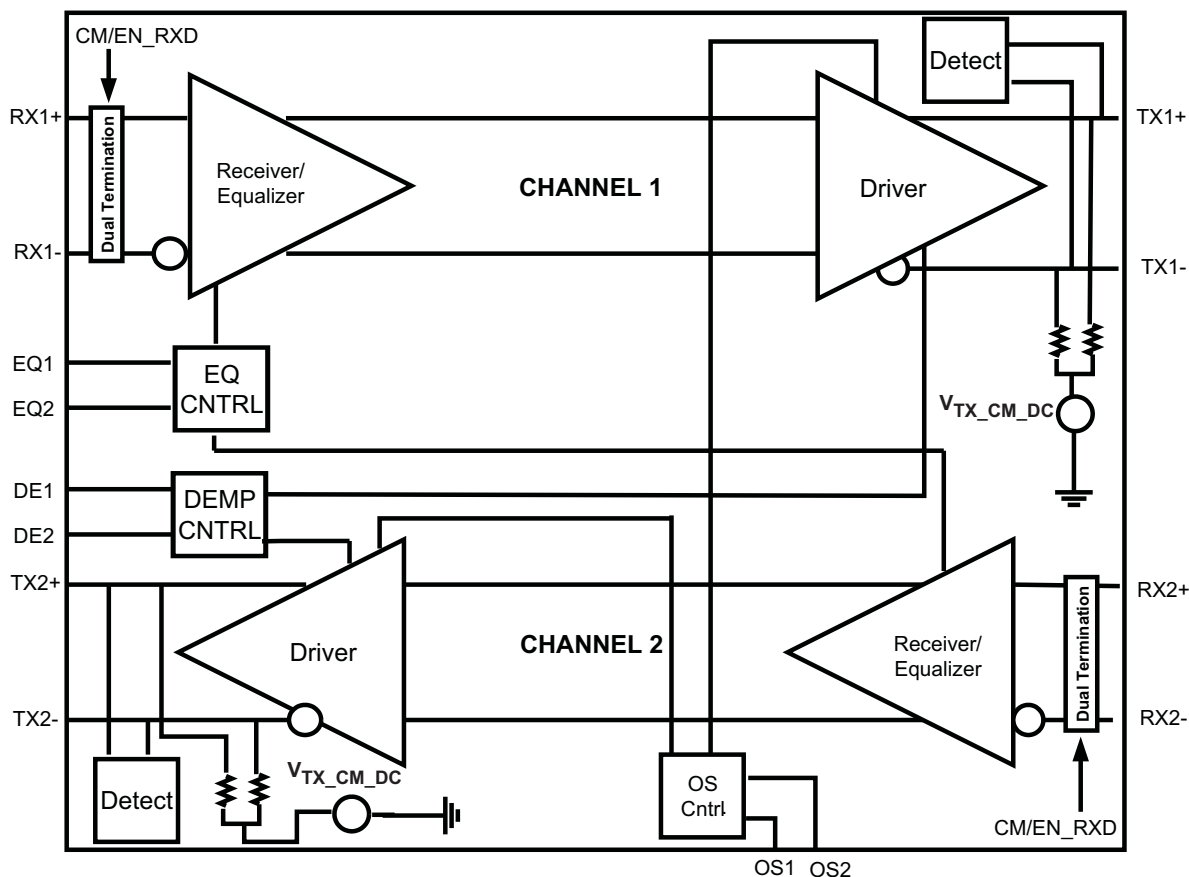 CM/EN_RXD
Detect
RX1+
Dual Termination
Receiver/
Equalizer
CHANNEL 1
Driver
TX1+
RX1-
TX1-
EQ1
EQ2
EQ
CNTRL
VTX_CM_DC
DE1
DE2
DEMP
CNTRL
TX2+
RX2+
Driver
CHANNEL 2
Receiver/
Equalizer
Dual Termination
TX2-
RX2-
Detect
VTX_CM_DC
OS
Cntrl.
CM/EN_RXD
OS1
OS2